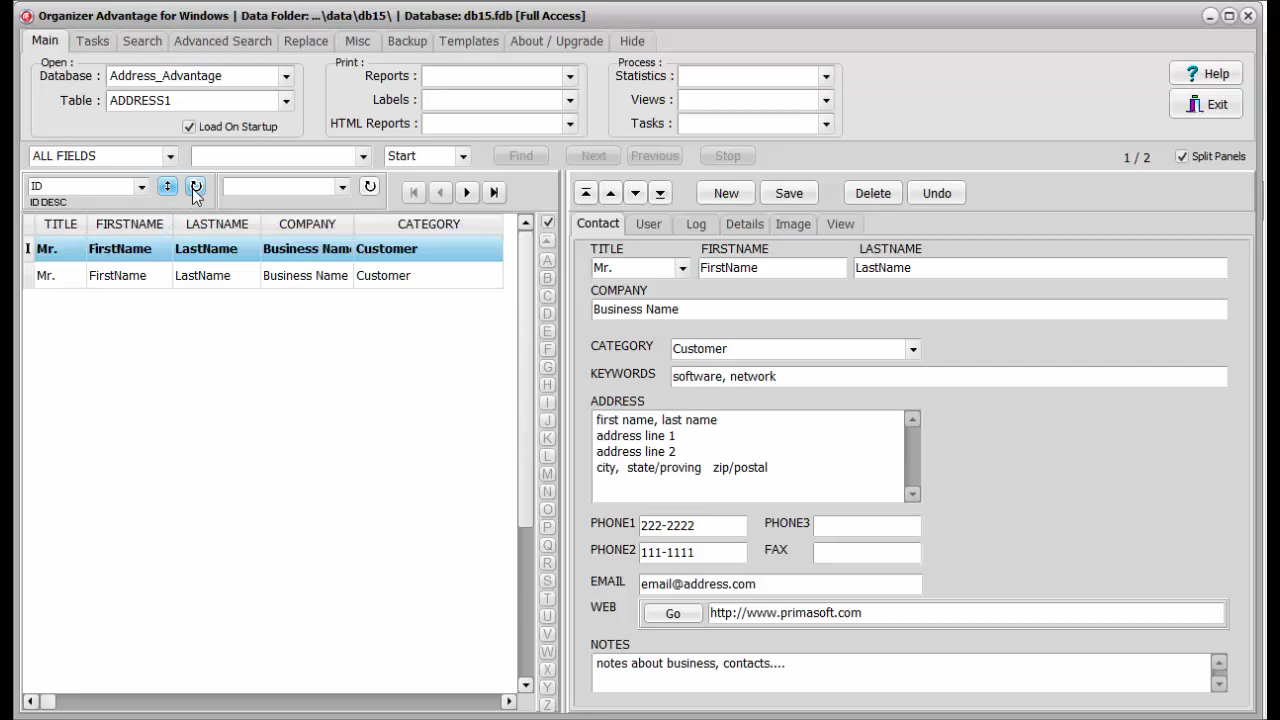 Organizer Advantage for Windows | Data Folder: ...\data\db15\ | Database: db15.fdb [Full Access]
Main Tasks Search Advanced Search Replace Misc Backup Templates About / Upgrade Hide
Open : Print : Process :
Database : Address_Advantage Reports : Statistics : Help
Table : ADDRESS1 Labels : Views : Exit
Load On Startup HTML Reports : Tasks :
ALL FIELDS Start Find Next Previous Stop 1 / 2 Split Panels
ID
ID DESC
New Save Delete Undo
TITLE FIRSTNAME LASTNAME COMPANY CATEGORY
Mr. FirstName LastName Business Name Customer
Mr. FirstName LastName Business Name Customer
A
B
C
D
E
F
G
H
I
J
K
L
M
N
O
P
Q
R
S
T
U
V
W
X
Y
Z
Contact User Log Details Image View
TITLE FIRSTNAME LASTNAME
Mr. FirstName LastName
COMPANY
Business Name
CATEGORY Customer
KEYWORDS software, network
ADDRESS
first name, last name
address line 1
address line 2
city, state/proving zip/postal
PHONE1 222-2222 PHONE3
PHONE2 111-1111 FAX
EMAIL email@address.com
WEB Go http://www.primasoft.com
NOTES
notes about business, contacts....